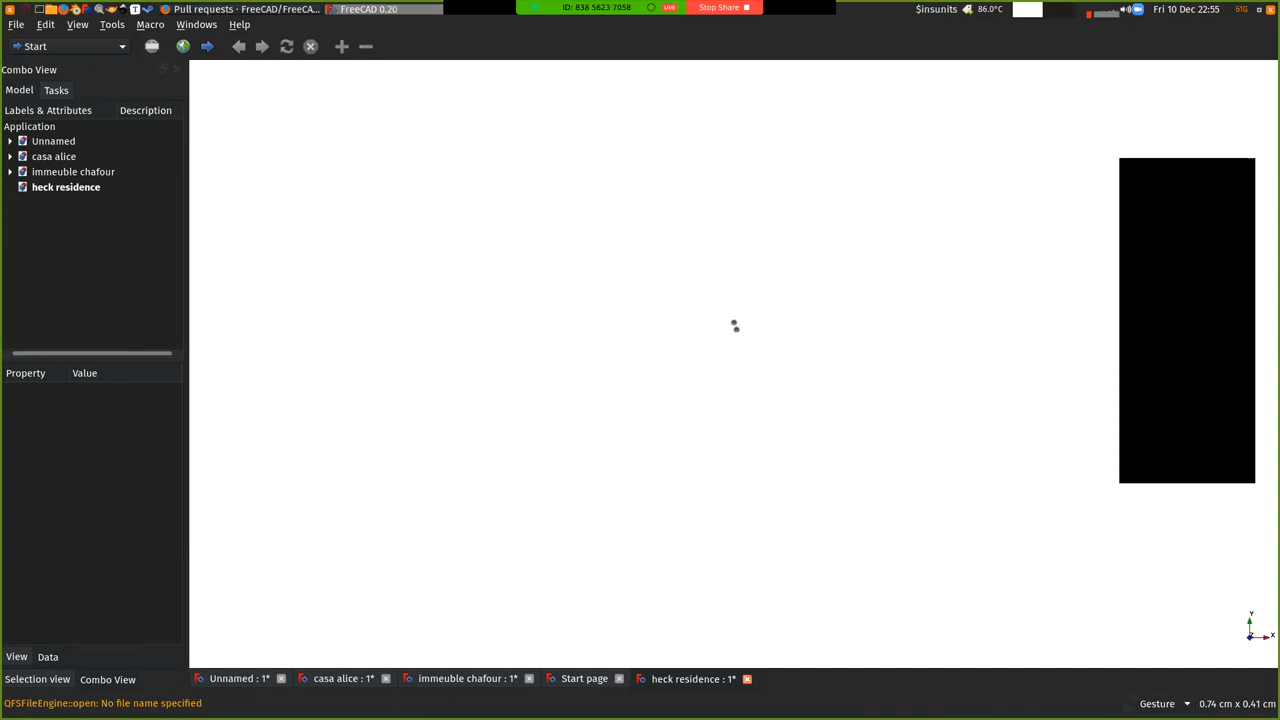 Pull requests · FreeCAD/FreeCA...
FreeCAD 0.20
ID: 838 5623 7058
LIVE
Stop Share
$insunits
86.0°C
Fri 10 Dec 22:55
51G
File Edit View Tools Macro Windows Help
Start
Combo View
Model Tasks
Labels & Attributes Description
Application
Unnamed
casa alice
immeuble chafour
heck residence
Property Value
Y
Z
X
View Data
Selection view Combo View
Unnamed : 1*
casa alice : 1*
immeuble chafour : 1*
Start page
heck residence : 1*
QFSFileEngine::open: No file name specified
Gesture
0.74 cm x 0.41 cm